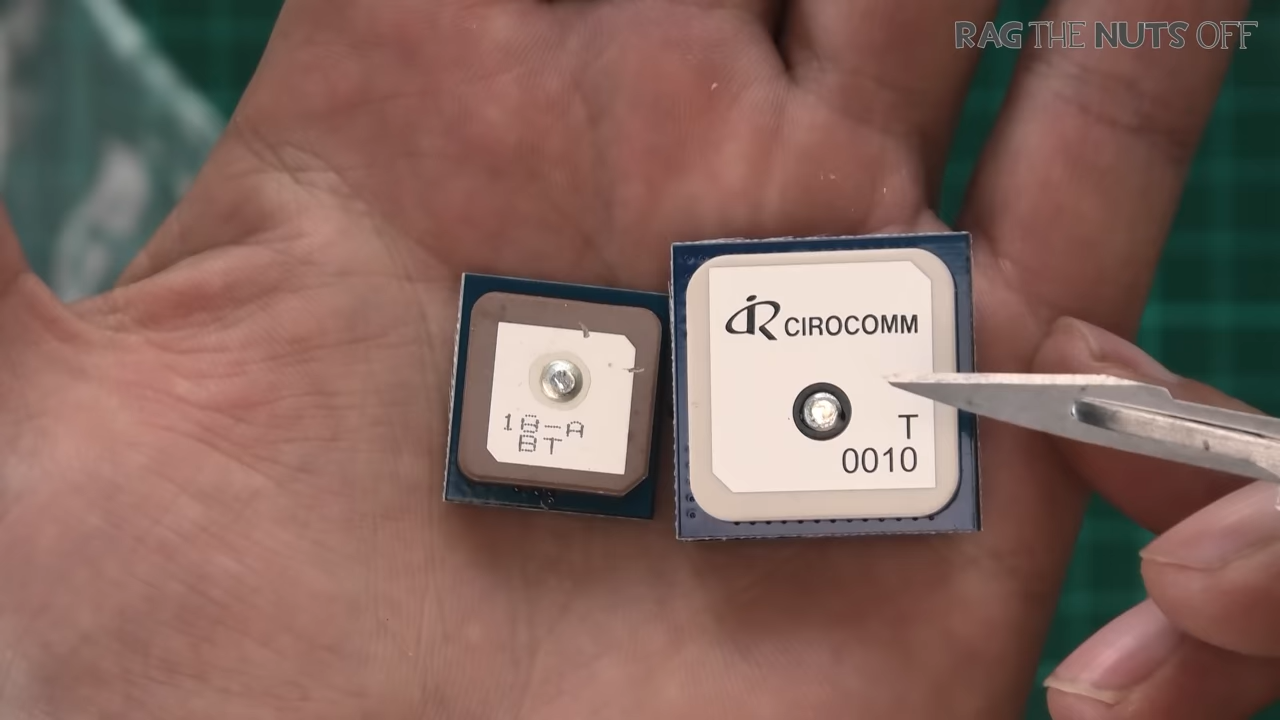 RAG THE NUTS OFF
CIROCOMM
T
0010
18-A
BT